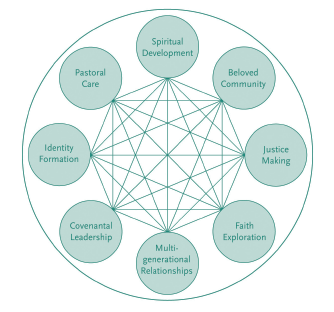 Spiritual
Development
Pastoral
Care
Beloved
Community
Identity
Formation
Justice
Making
Covenantal
Leadership
Faith
Exploration
Multi-
generational
Relationships